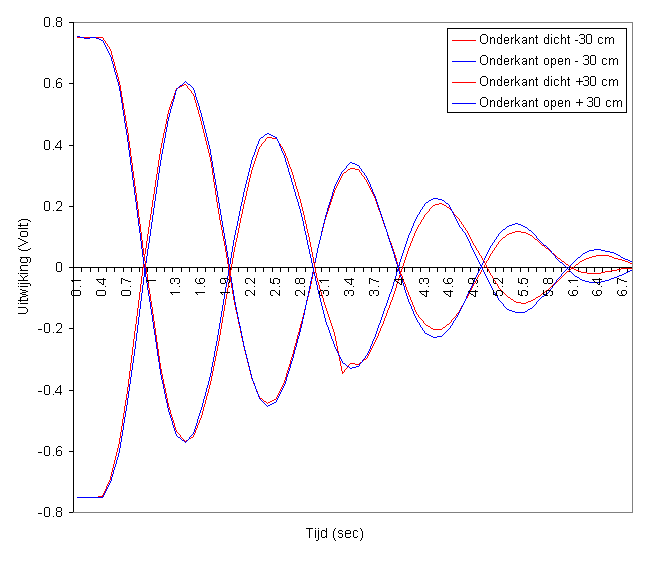 0.8
Onderkant dicht -30 cm
Onderkant open - 30 cm
Onderkant dicht +30 cm
Onderkant open + 30 cm
0.6
0.4
0.2
0
-0.2
-0.4
-0.6
-0.8
Uitwijking (Volt)
0.1 0.4 0.7 1 1.3 1.6 1.9 2.2 2.5 2.8 3.1 3.4 3.7 4 4.3 4.6 4.9 5.2 5.5 5.8 6.1 6.4 6.7
Tijd (sec)